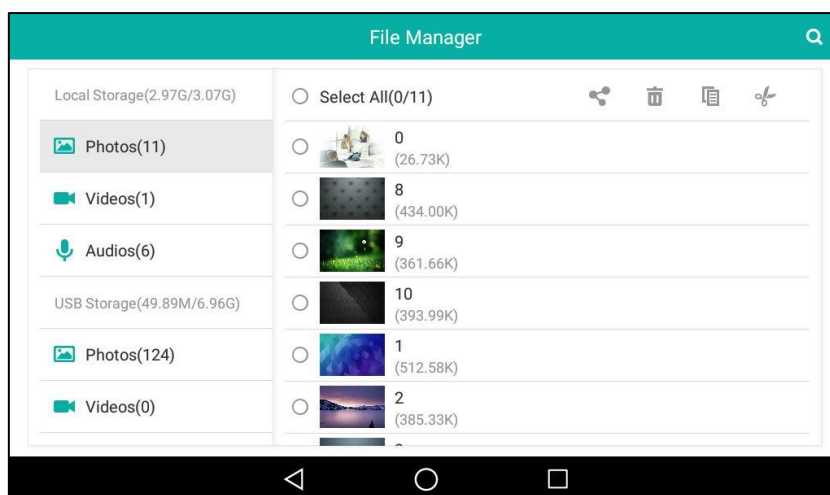 File Manager
Local Storage(2.97G/3.07G)
Photos(11)
Videos(1)
Audios(6)
USB Storage(49.89M/6.96G)
Photos(124)
Videos(0)
Select All(0/11)
0
(26.73K)
8
(434.00K)
9
(361.66K)
10
(393.99K)
1
(512.58K)
2
(385.33K)